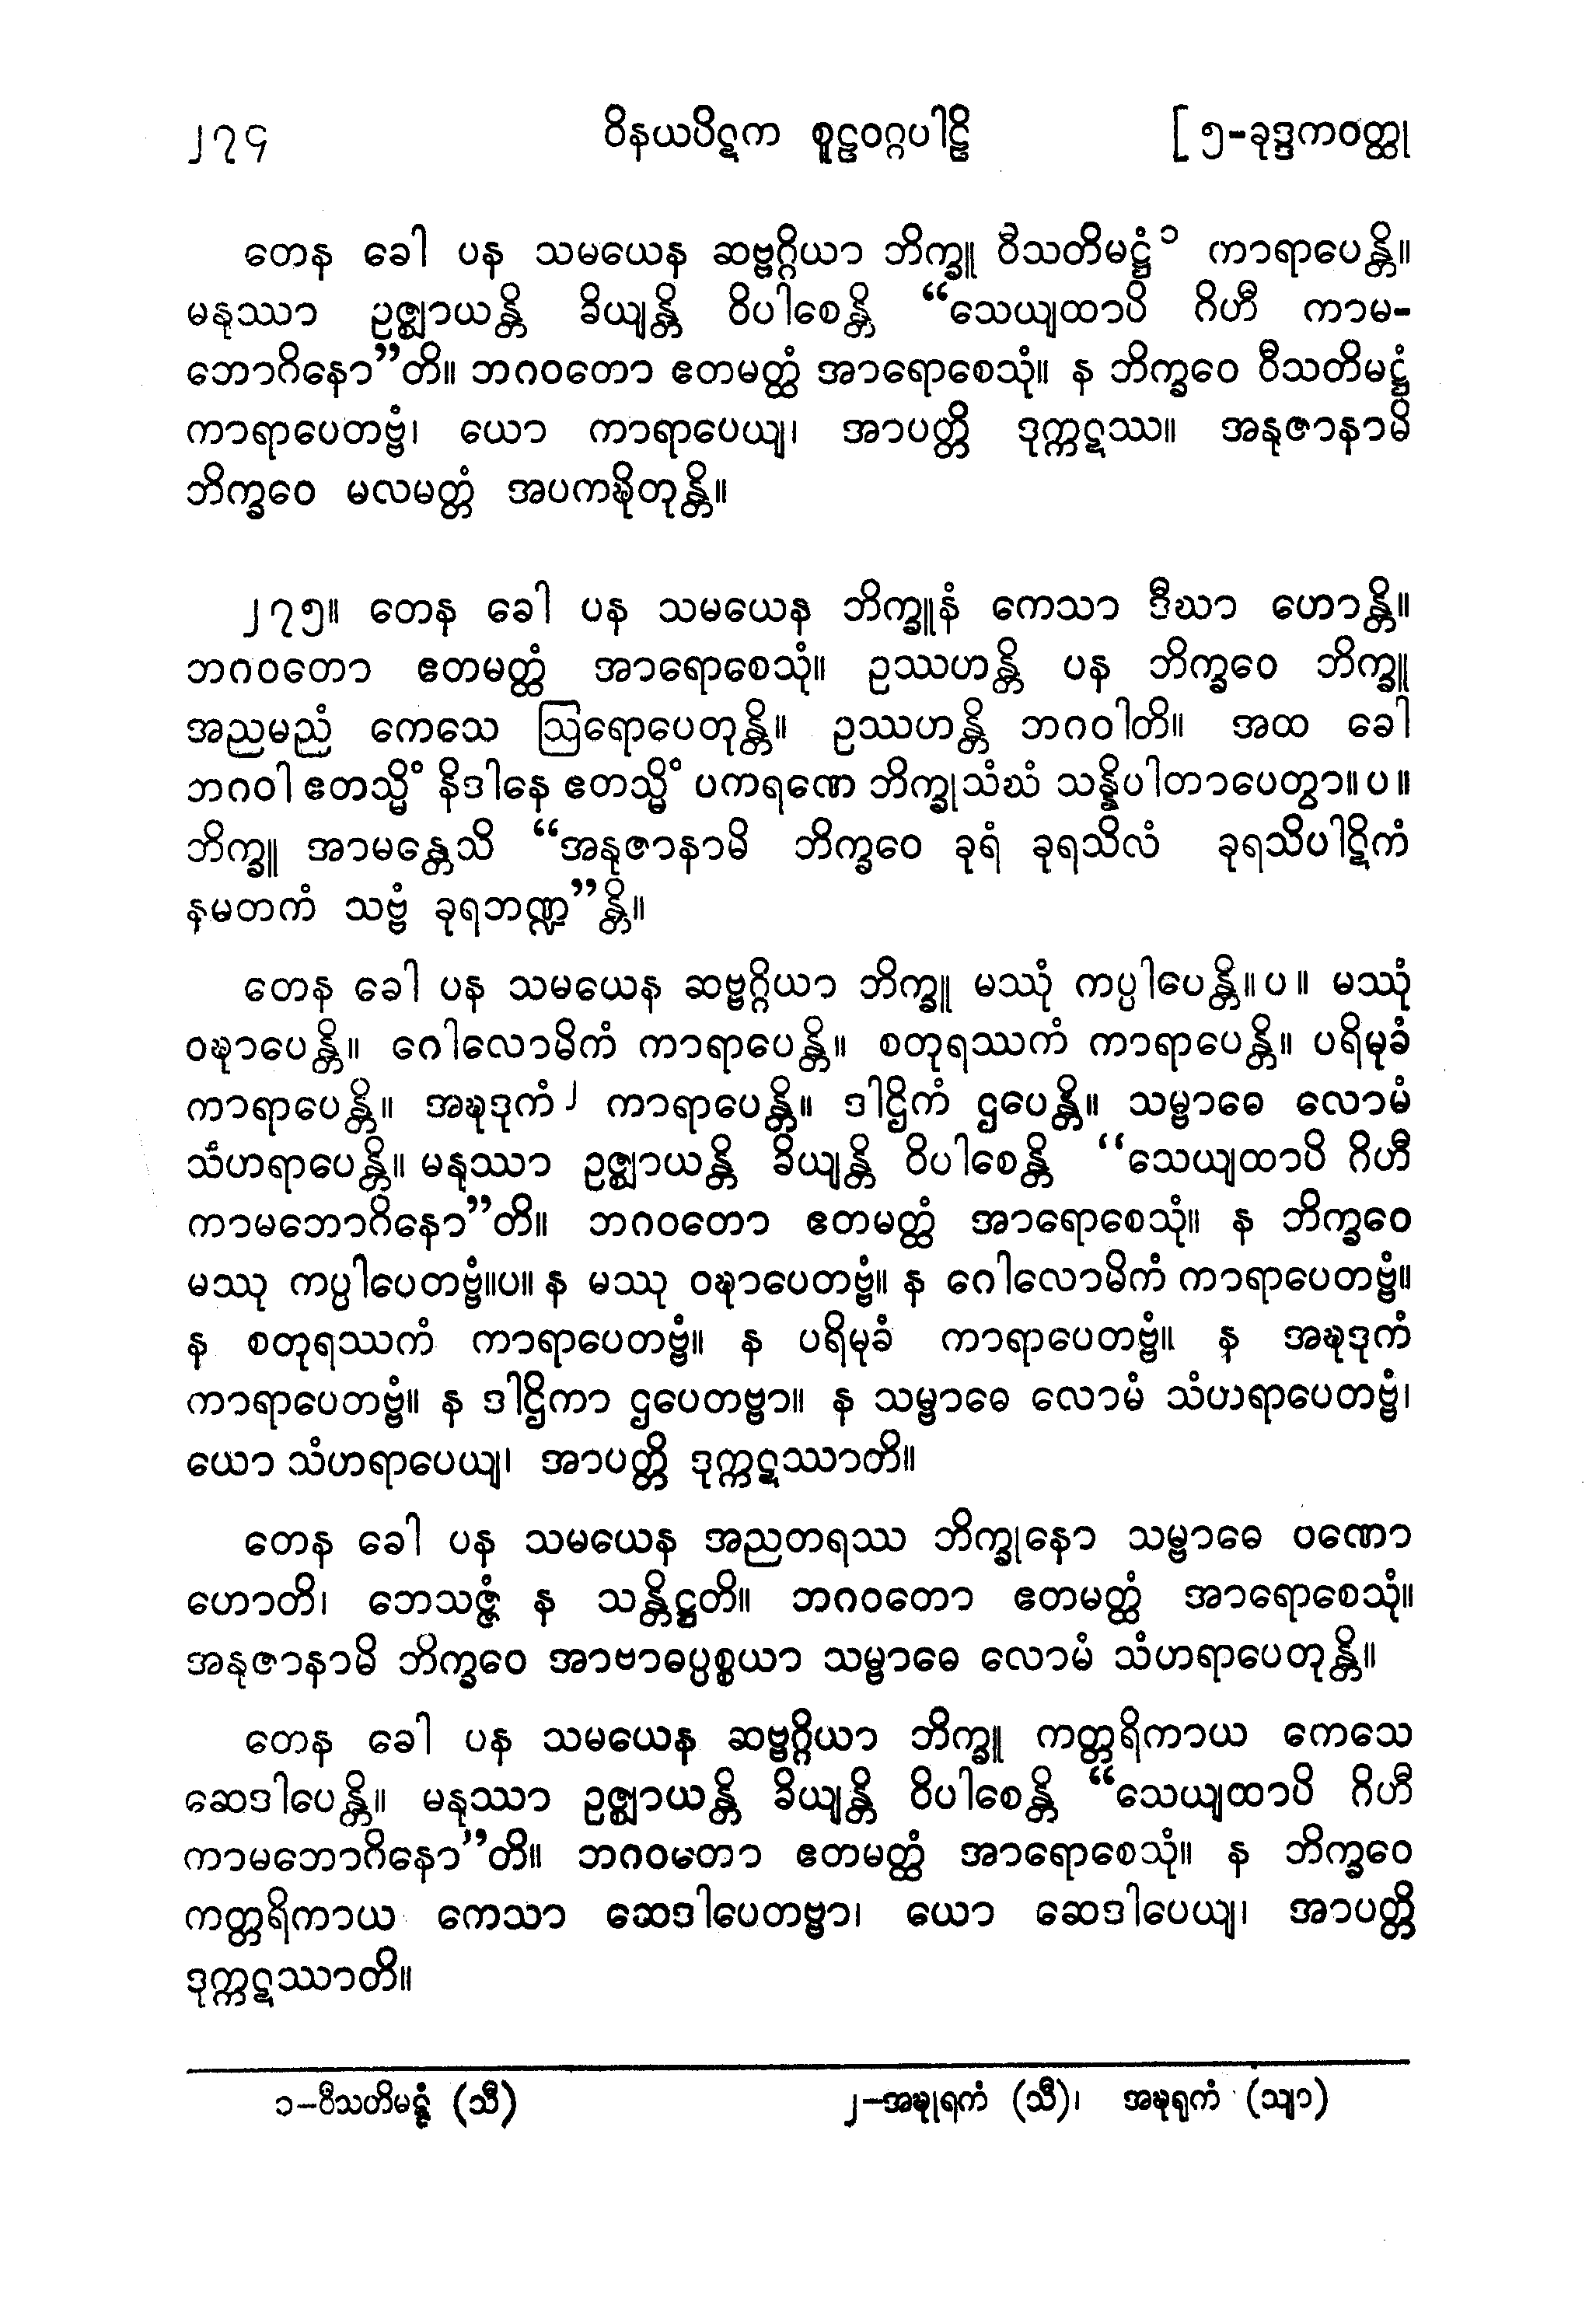 ၂၇၄ ဝိနယပိဋက စူဠဝဂ္ဂပါဠိ [ ၅-ခုဒ္ဒကဝတ္ထု
တေန ခေါ ပန သမယေန ဆဗ္ဗဂ္ဂိယာ ဘိက္ခူ ဝီသတိမဋ္ဌံ၁ ကာရာပေန္တိ။
မနုဿာ ဥဇ္ဈာယန္တိ ခိယျန္တိ ဝိပါစေန္တိ “သေယျထာပိ ဂိဟီ ကာမ-
ဘောဂိနော”တိ။ ဘဂဝတော ဧတမတ္ထံ အာရောစေသုံ။ န ဘိက္ခဝေ ဝီသတိမဋ္ဌံ
ကာရာပေတဗ္ဗံ၊ ယော ကာရာပေယျ၊ အာပတ္တိ ဒုက္ကဋဿ။ အနုဇာနာမိ
ဘိက္ခဝေ မလမတ္တံ အပကဍ္ဎိတုန္တိ။
၂၇၅။ တေန ခေါ ပန သမယေန ဘိက္ခူနံ ကေသာ ဒီဃာ ဟောန္တိ။
ဘဂဝတော ဧတမတ္ထံ အာရောစေသုံ။ ဥဿဟန္တိ ပန ဘိက္ခဝေ ဘိက္ခူ
အညမညံ ကေသေ ဩရောပေတုန္တိ။ ဥဿဟန္တိ ဘဂဝါတိ။ အထ ခေါ
ဘဂဝါ ဧတသ္မိံ နိဒါနေ ဧတသ္မိံ ပကရဏေ ဘိက္ခုသံဃံ သန္နိပါတာပေတွာ။ပ။
ဘိက္ခူ အာမန္တေသိ “အနုဇာနာမိ ဘိက္ခဝေ ခုရံ ခုရသိလံ ခုရသိပါဋိကံ
နမတကံ သဗ္ဗံ ခုရဘဏ္ဍ”န္တိ။
တေန ခေါ ပန သမယေန ဆဗ္ဗဂ္ဂိယာ ဘိက္ခူ မဿုံ ကပ္ပါပေန္တိ။ပ။ မဿုံ
ဝဍ္ဎာပေန္တိ။ ဂေါလောမိကံ ကာရာပေန္တိ။ စတုရဿကံ ကာရာပေန္တိ။ ပရိမုခံ
ကာရာပေန္တိ။ အဍ္ဎဒုကံ၂ ကာရာပေန္တိ။ ဒါဌိကံ ဌပေန္တိ။ သမ္ဗာဓေ လောမံ
သံဟရာပေန္တိ။ မနုဿာ ဥဇ္ဈာယန္တိ ခိယျန္တိ ဝိပါစေန္တိ “သေယျထာပိ ဂိဟီ
ကာမဘောဂိနော”တိ။ ဘဂဝတော ဧတမတ္ထံ အာရောစေသုံ။ န ဘိက္ခဝေ
မဿု ကပ္ပါပေတဗ္ဗံ။ပ။ န မဿု ဝဍ္ဎာပေတဗ္ဗံ။ န ဂေါလောမိကံ ကာရာပေတဗ္ဗံ။
န စတုရဿကံ ကာရာပေတဗ္ဗံ။ န ပရိမုခံ ကာရာပေတဗ္ဗံ။ န အဍ္ဎဒုကံ
ကာရာပေတဗ္ဗံ။ န ဒါဌိကာ ဌပေတဗ္ဗာ။ န သမ္ဗာဓေ လောမံ သံဟရာပေတဗ္ဗံ၊
ယော သံဟရာပေယျ၊ အာပတ္တိ ဒုက္ကဋဿာတိ။
တေန ခေါ ပန သမယေန အညတရဿ ဘိက္ခုနော သမ္ဗာဓေ ဝဏော
ဟောတိ၊ ဘေသဇ္ဇံ န သန္တိဋ္ဌတိ။ ဘဂဝတော ဧတမတ္ထံ အာရောစေသုံ။
အနုဇာနာမိ ဘိက္ခဝေ အာဗာဓပ္ပစ္စယာ သမ္ဗာဓေ လောမံ သံဟရာပေတုန္တိ။
တေန ခေါ ပန သမယေန ဆဗ္ဗဂ္ဂိယာ ဘိက္ခူ ကတ္တရိကာယ ကေသေ
ဆေဒါပေန္တိ။ မနုဿာ ဥဇ္ဈာယန္တိ ခိယျန္တိ ဝိပါစေန္တိ “သေယျထာပိ ဂိဟီ
ကာမဘောဂိနော”တိ။ ဘဂဝတော ဧတမတ္ထံ အာရောစေသုံ။ န ဘိက္ခဝေ
ကတ္တရိကာယ ကေသာ ဆေဒါပေတဗ္ဗာ၊ ယော ဆေဒါပေယျ၊ အာပတ္တိ
ဒုက္ကဋဿာတိ။
၁-ဝီသတိမဋ္ဋံ (သီ) ၂-အဍ္ဎုရကံ (သီ)၊ အဍ္ဎရုကံ (သျာ)